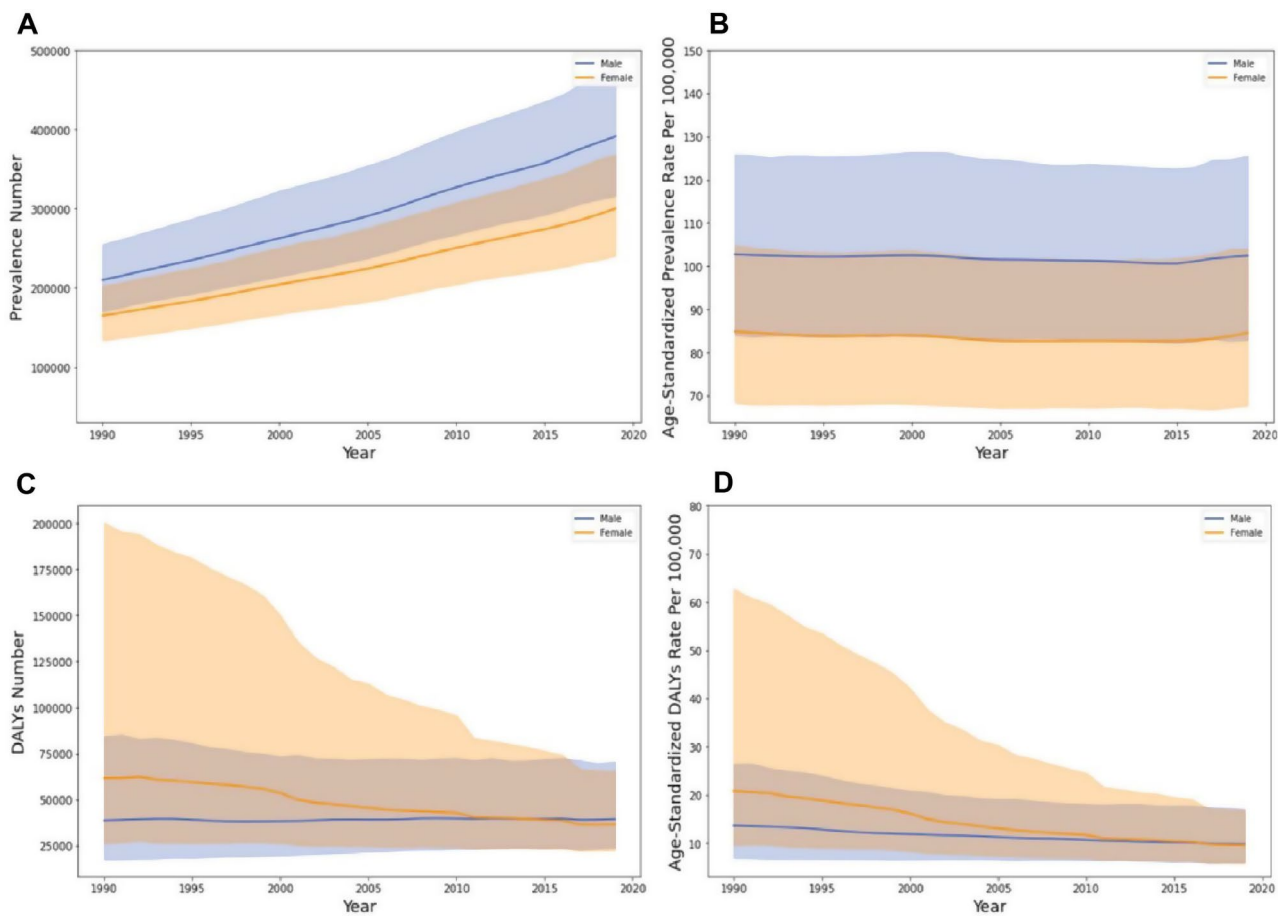 A
Prevalence Number
500000
400000
300000
200000
100000
Male
Female
1990 1995 2000 2005 2010 2015 2020
Year
B
Age-Standardized Prevalence Rate Per 100,000
150
140
130
120
110
100
90
80
70
Male
Female
1990 1995 2000 2005 2010 2015 2020
Year
C
DALYs Number
200000
175000
150000
125000
100000
75000
50000
25000
Male
Female
1990 1995 2000 2005 2010 2015 2020
Year
D
Age-Standardized DALYs Rate Per 100,000
80
70
60
50
40
30
20
10
Male
Female
1990 1995 2000 2005 2010 2015 2020
Year